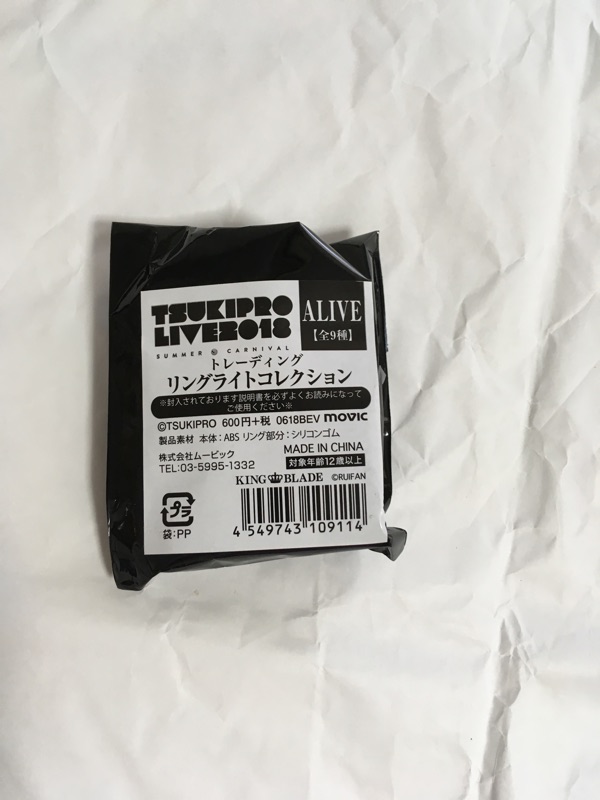 TSUKIPRO
LIVE2018
SUMMER CARNIVAL
ALIVE
【全9種】
トレーディング
リングライトコレクション
※封入されております説明書を必ずよくお読みになって
ご使用ください※
©TSUKIPRO 600円+税 0618BEV movic
製品素材 本体:ABS リング部分:シリコンゴム
株式会社ムービック
MADE IN CHINA
TEL:03-5995-1332
対象年齢12歳以上
KING BLADE ©RUIFAN
プラ
袋:PP
4 549743 109114